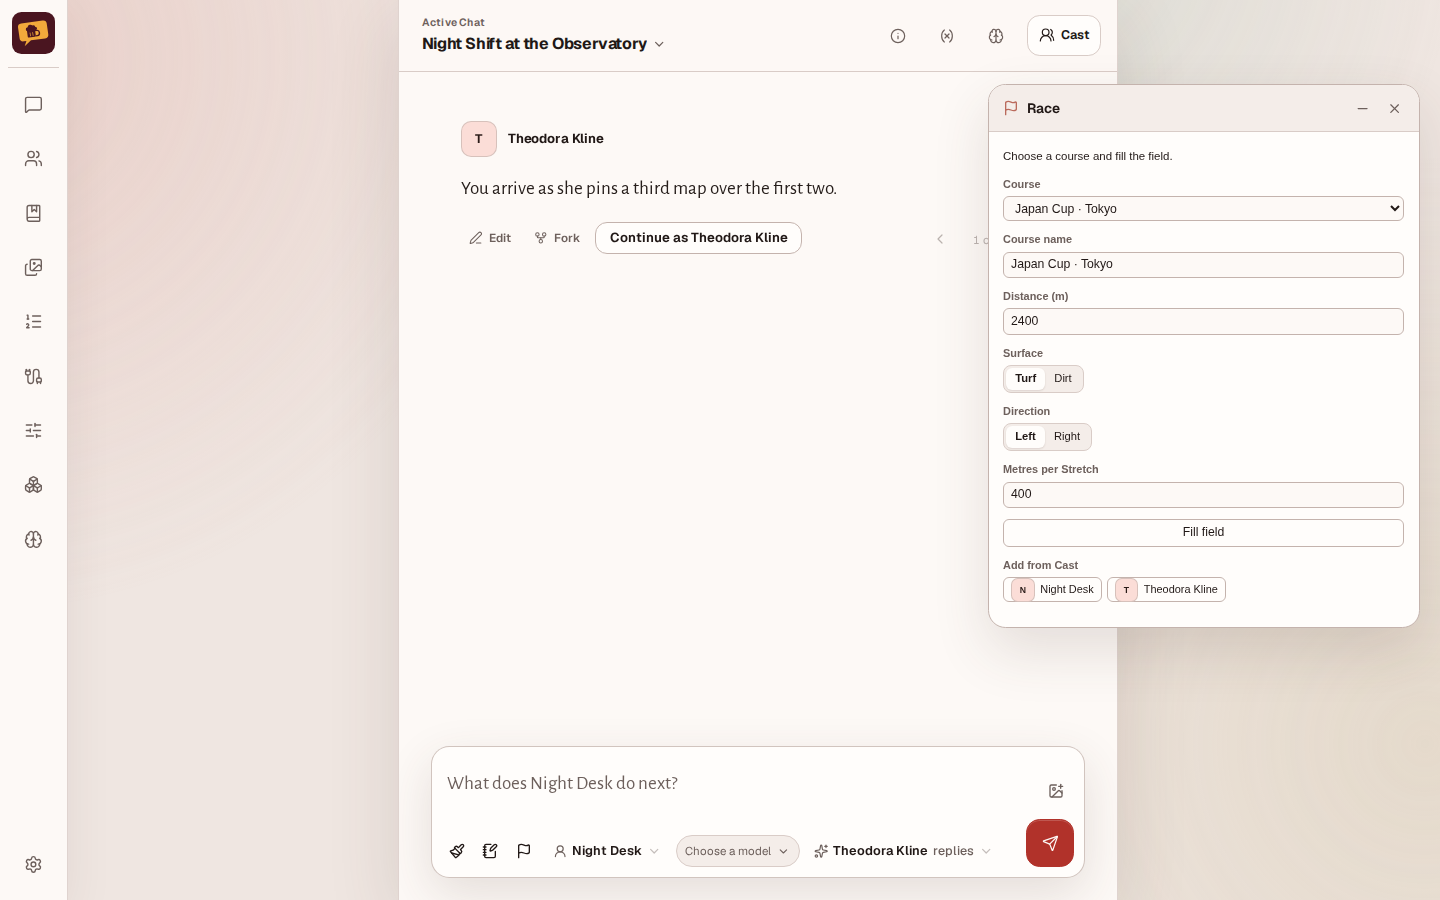 Active Chat
Night Shift at the Observatory
Cast
T
Theodora Kline
You arrive as she pins a third map over the first two.
Edit
Fork
Continue as Theodora Kline
1
Race
Choose a course and fill the field.
Course
Japan Cup · Tokyo
Course name
Japan Cup · Tokyo
Distance (m)
2400
Surface
Turf
Dirt
Direction
Left
Right
Metres per Stretch
400
Fill field
Add from Cast
N
Night Desk
T
Theodora Kline
What does Night Desk do next?
Night Desk
Choose a model
Theodora Kline replies